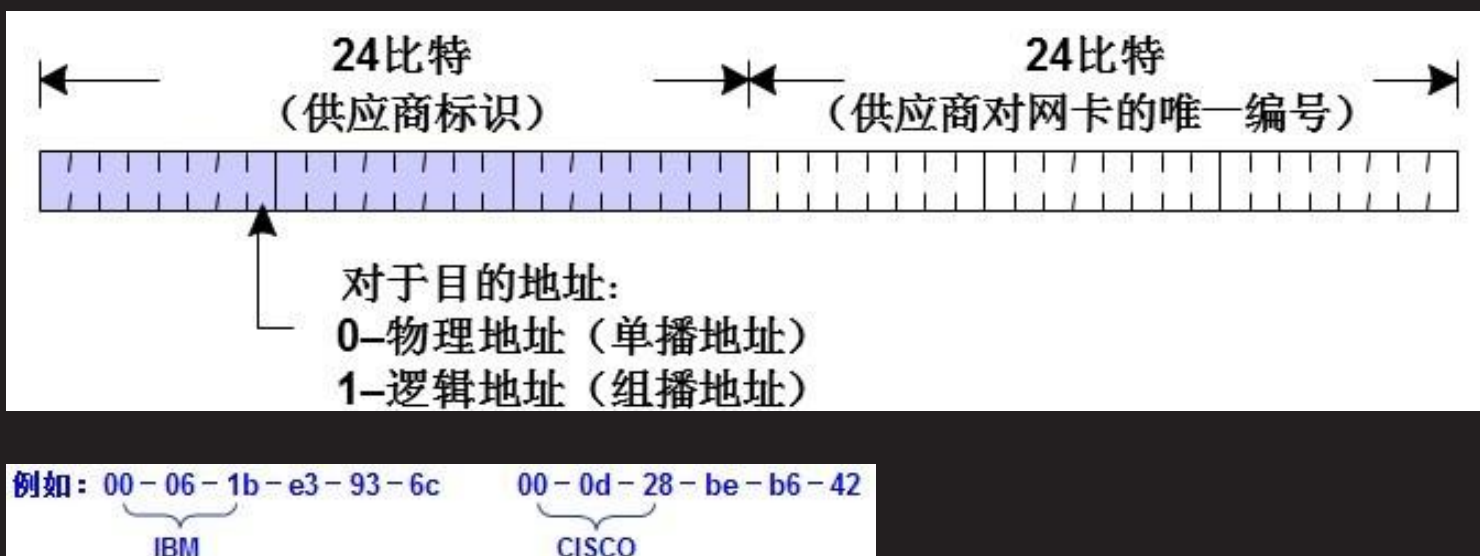 24比特
(供应商标识)
24比特
(供应商对网卡的唯一编号)
对于目的地址:
0–物理地址(单播地址)
1–逻辑地址(组播地址)
例如: 00-06-1b-e3-93-6c 00-0d-28-be-b6-42
IBM CISCO